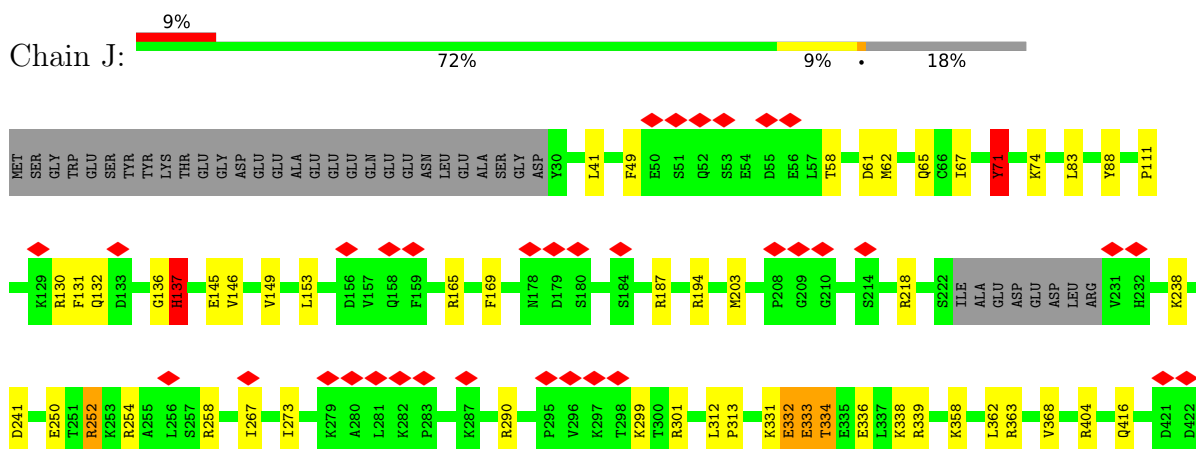 9%
Chain J:
72% 9% • 18%
MET SER GLY TRP GLU SER TYR TYR LYS THR GLU GLY ASP GLU GLU ALA GLU GLU GLU GLN GLU GLU ASN LEU GLU ALA SER GLY ASP Y30 L41 F49 E50 S51 Q52 S53 E54 D55 E56 L57 T58 D61 M62 Q65 C66 I67 Y71 K74 L83 Y88 P111
K129 R130 F131 Q132 D133 G136 H137 E145 V146 V149 L153 D156 V157 Q158 F159 R165 F169 N178 D179 S180 S184 R187 R194 M203 P208 G209 G210 S214 R218 S222 ILE ALA GLU ASP GLU ASP LEU ARG V231 H232 K238
D241 E250 T251 R252 K253 R254 A255 L256 S257 R258 I267 I273 K279 A280 L281 K282 P283 K287 R290 P295 V296 K297 T298 K299 T300 R301 L312 P313 K331 E332 E333 T334 E335 E336 L337 K338 R339 K358 L362 R363 V368 R404 Q416 D421 D422